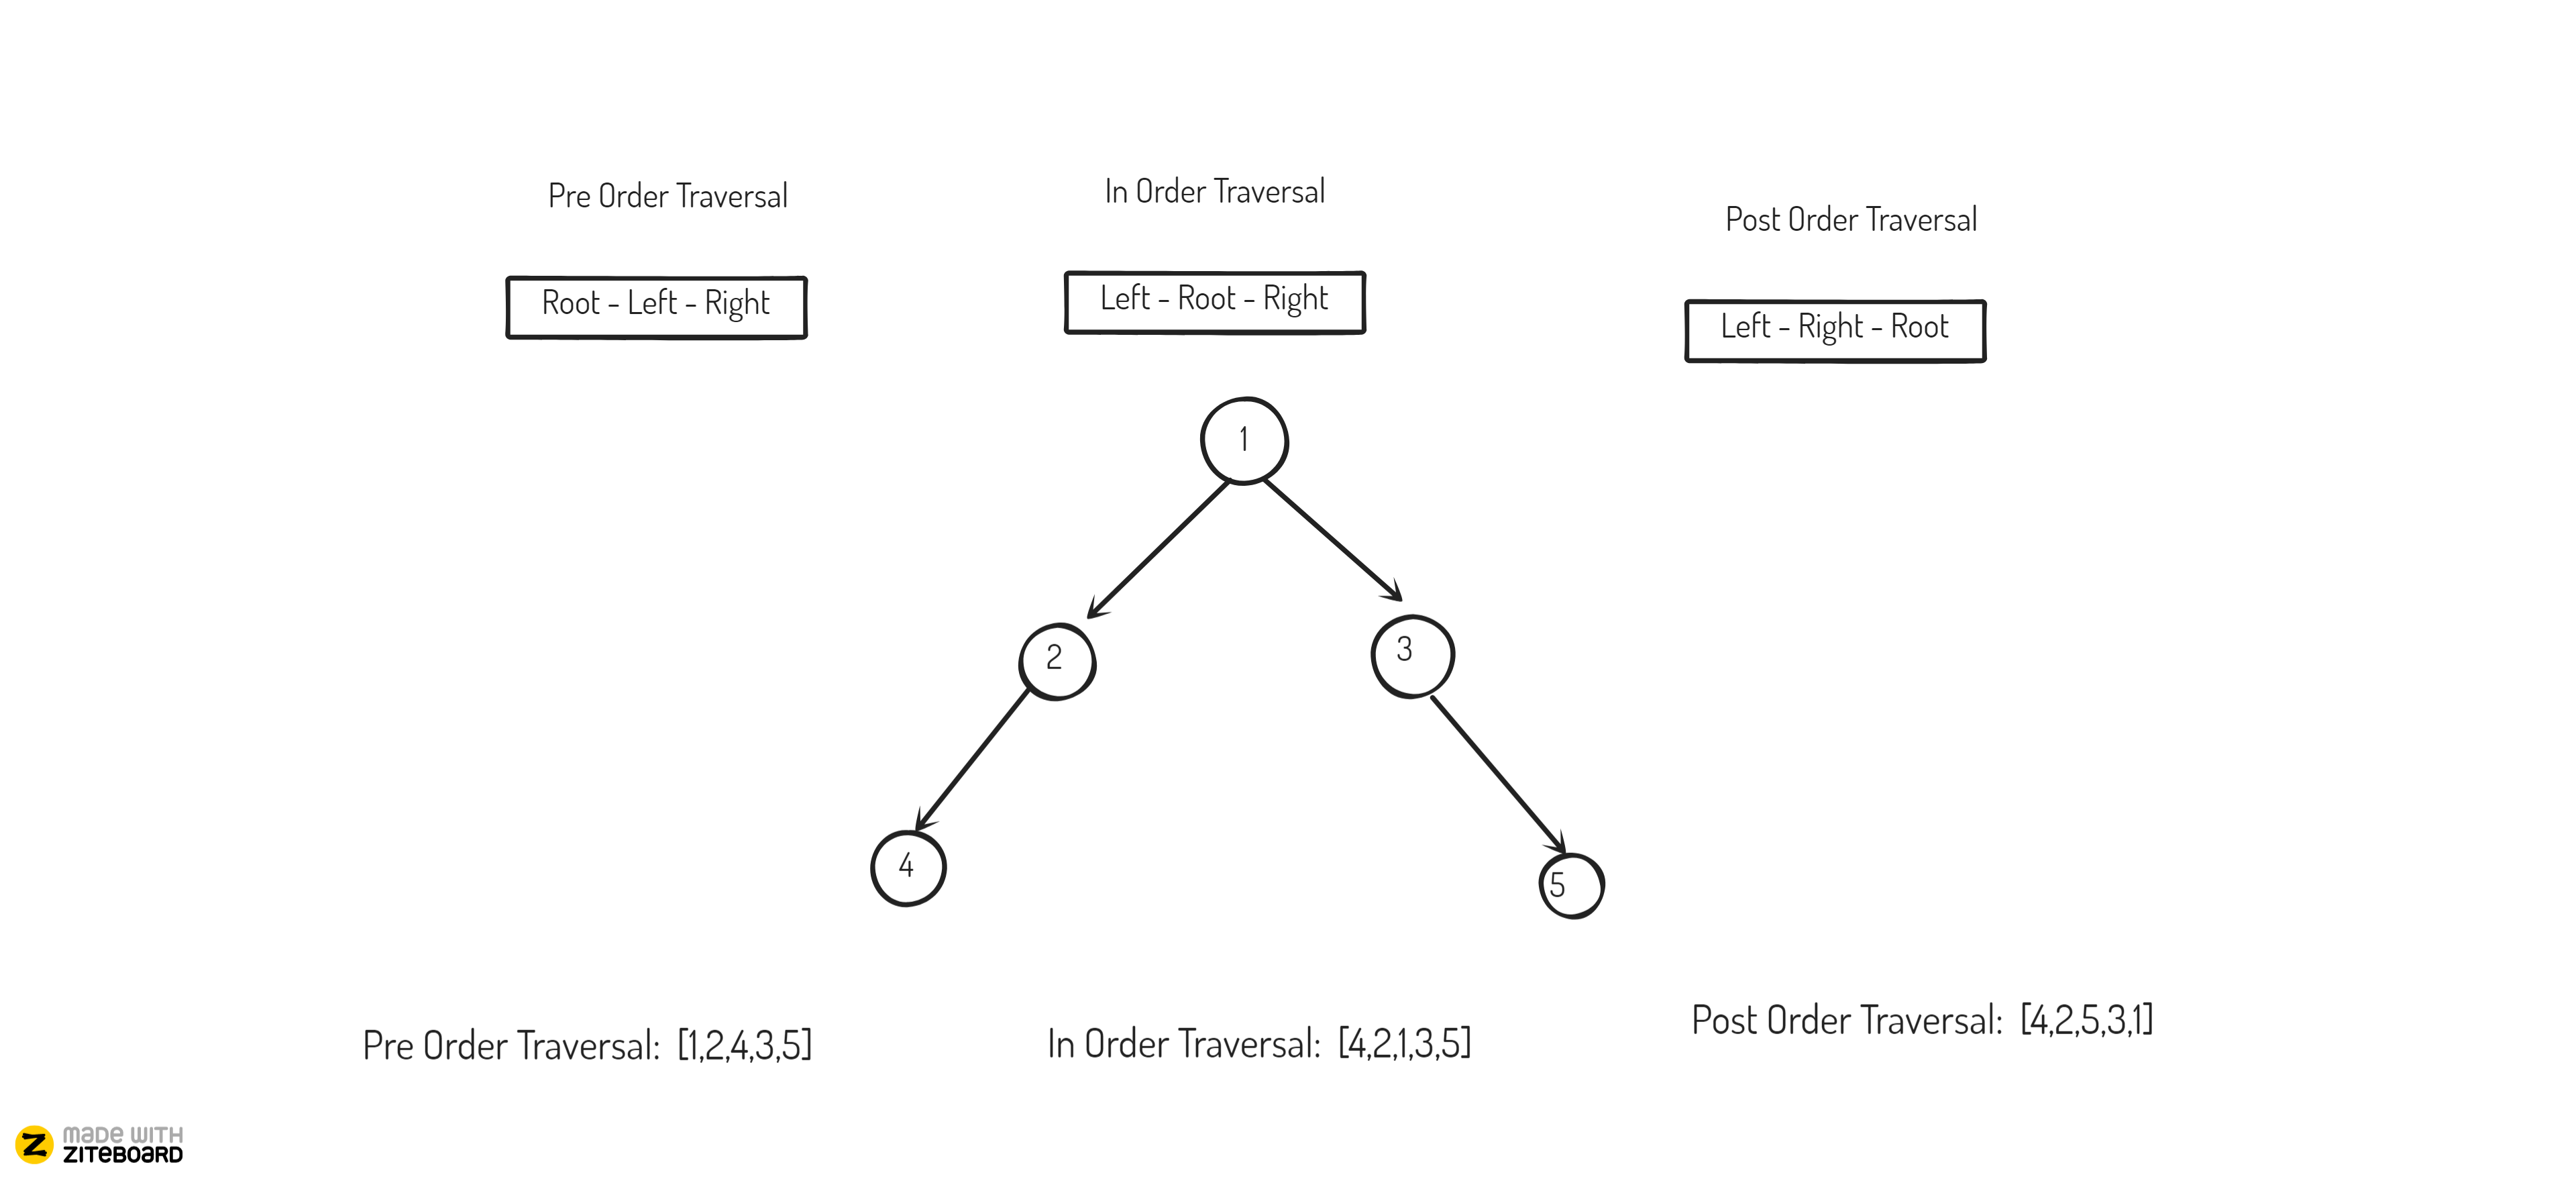 Pre Order Traversal
In Order Traversal
Post Order Traversal
Root - Left - Right
Left - Root - Right
Left - Right - Root
1
2
3
4
5
Pre Order Traversal: [1,2,4,3,5]
In Order Traversal: [4,2,1,3,5]
Post Order Traversal: [4,2,5,3,1]
Z
MADE WITH
ZITEBOARD